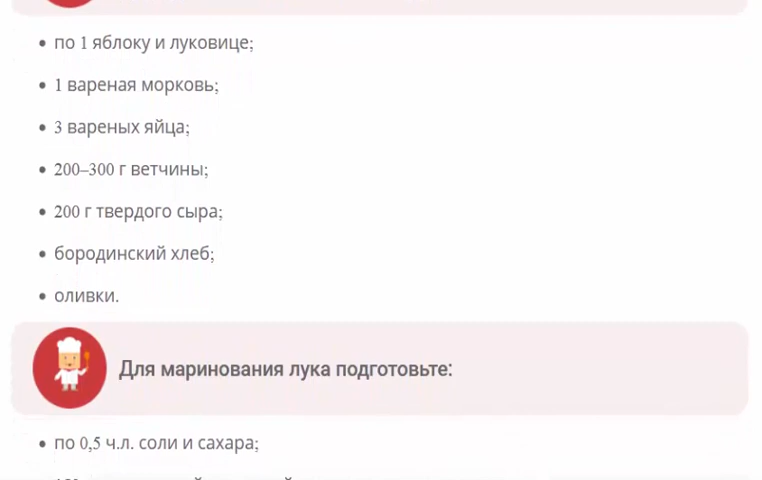 • по 1 яблоку и луковице;
• 1 вареная морковь;
• 3 вареных яйца;
• 200–300 г ветчины;
• 200 г твердого сыра;
• бородинский хлеб;
• оливки.
Для маринования лука подготовьте:
• по 0,5 ч.л. соли и сахара;